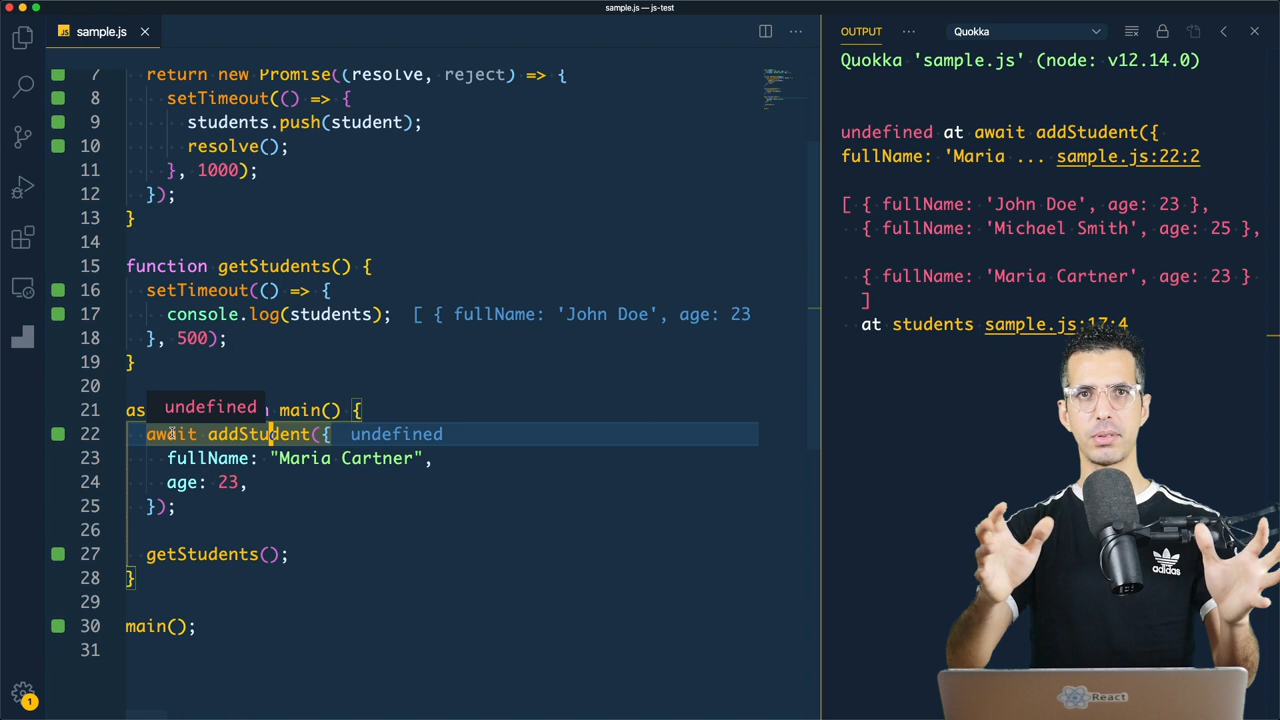 sample.js — js-test
JS sample.js
OUTPUT
Quokka
7 return new Promise((resolve, reject) => {
8 setTimeout(() => {
9 students.push(student);
10 resolve();
11 }, 1000);
12 });
13 }
14
15 function getStudents() {
16 setTimeout(() => {
17 console.log(students); [ { fullName: 'John Doe', age: 23
18 }, 500);
19 }
20
undefined
21 as main() {
22 await addStudent({ undefined
23 fullName: "Maria Cartner",
24 age: 23,
25 });
26
27 getStudents();
28 }
29
30 main();
31
1
Quokka 'sample.js' (node: v12.14.0)
undefined at await addStudent({
fullName: 'Maria ... sample.js:22:2
[ { fullName: 'John Doe', age: 23 },
{ fullName: 'Michael Smith', age: 25 },
{ fullName: 'Maria Cartner', age: 23 }
]
at students sample.js:17:4
adidas
React